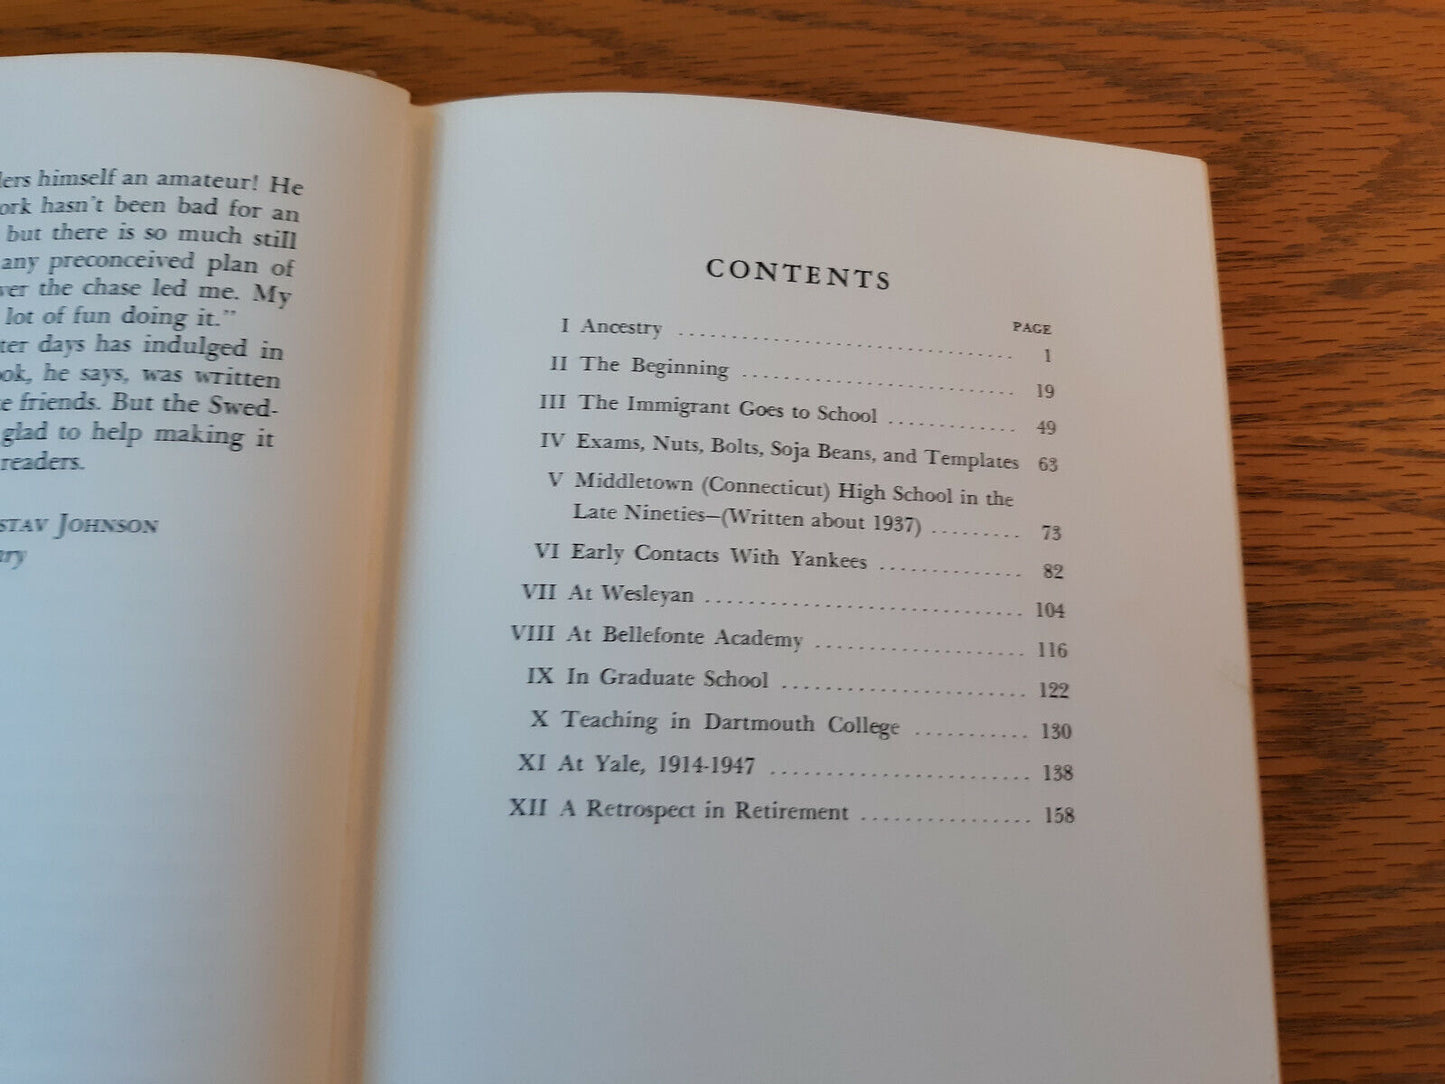 himself an amateur! He
hasn't been bad for an
but there is so much still
any preconceived plan of
the chase led me. My
lot of fun doing it."
days has indulged in
he says, was written
friends. But the Swed-
glad to help making it
readers.
JOHNSON
CONTENTS
PAGE
I Ancestry ................................ 1
II The Beginning .......................... 19
III The Immigrant Goes to School ............ 49
IV Exams, Nuts, Bolts, Soja Beans, and Templates 63
V Middletown (Connecticut) High School in the
Late Nineties—(Written about 1937) ......... 73
VI Early Contacts With Yankees .............. 82
VII At Wesleyan .............................. 104
VIII At Bellefonte Academy .................... 116
IX In Graduate School ....................... 122
X Teaching in Dartmouth College ........... 130
XI At Yale, 1914-1947 ........................ 138
XII A Retrospect in Retirement ................ 158